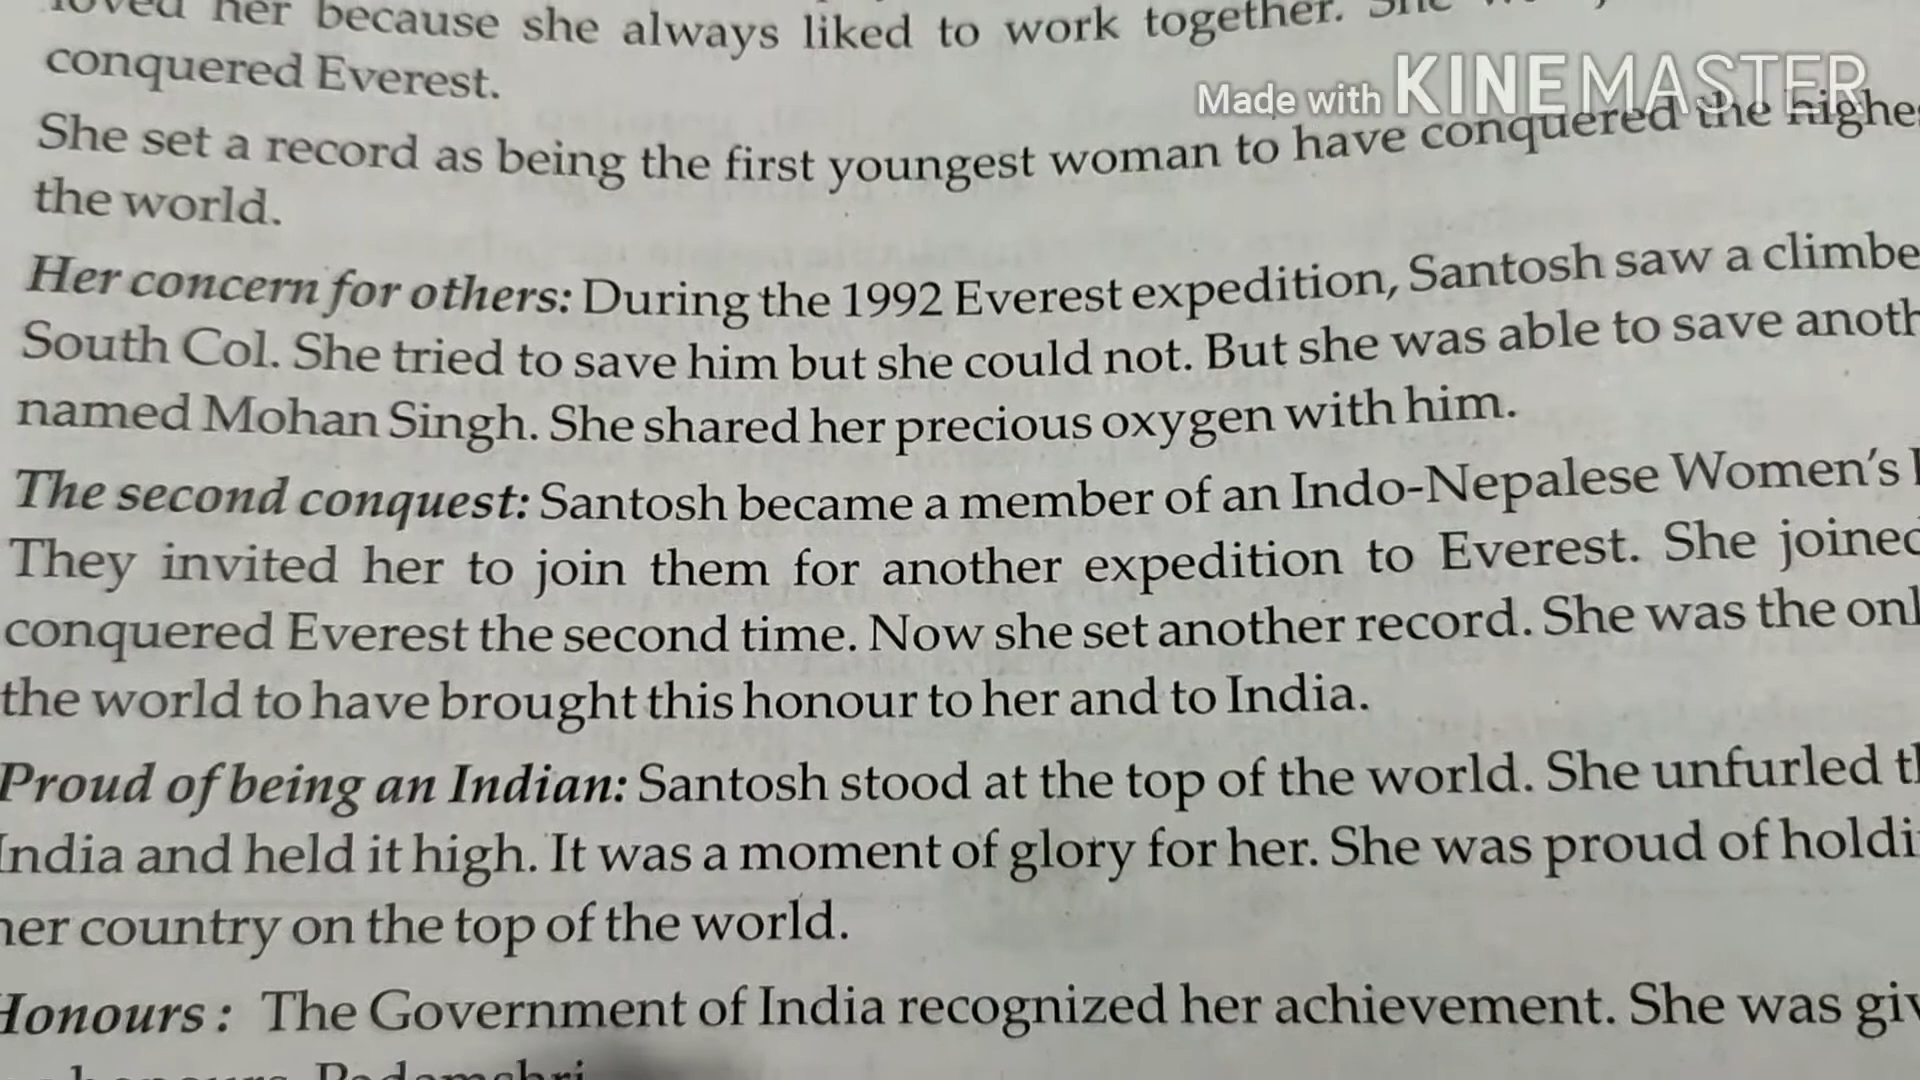 loved her because she always liked to work together. She
conquered Everest.
Made with KINEMASTER
She set a record as being the first youngest woman to have conquered the
the world.
Her concern for others: During the 1992 Everest expedition, Santosh saw a
South Col. She tried to save him but she could not. But she was able to save
named Mohan Singh. She shared her precious oxygen with him.
The second conquest: Santosh became a member of an Indo-Nepalese Women's
They invited her to join them for another expedition to Everest. She
conquered Everest the second time. Now she set another record. She was the
the world to have brought this honour to her and to India.
Proud of being an Indian: Santosh stood at the top of the world. She unfurled
India and held it high. It was a moment of glory for her. She was proud of
her country on the top of the world.
Honours : The Government of India recognized her achievement. She was
Padamshri